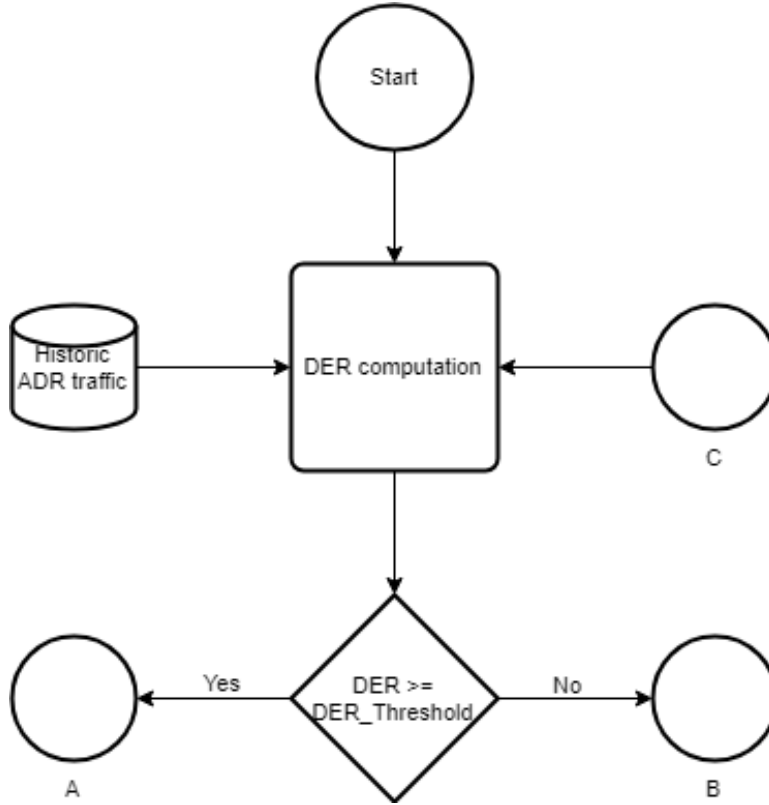 Start
Historic
ADR traffic
DER computation
C
Yes
DER >=
DER_Threshold
No
A
B